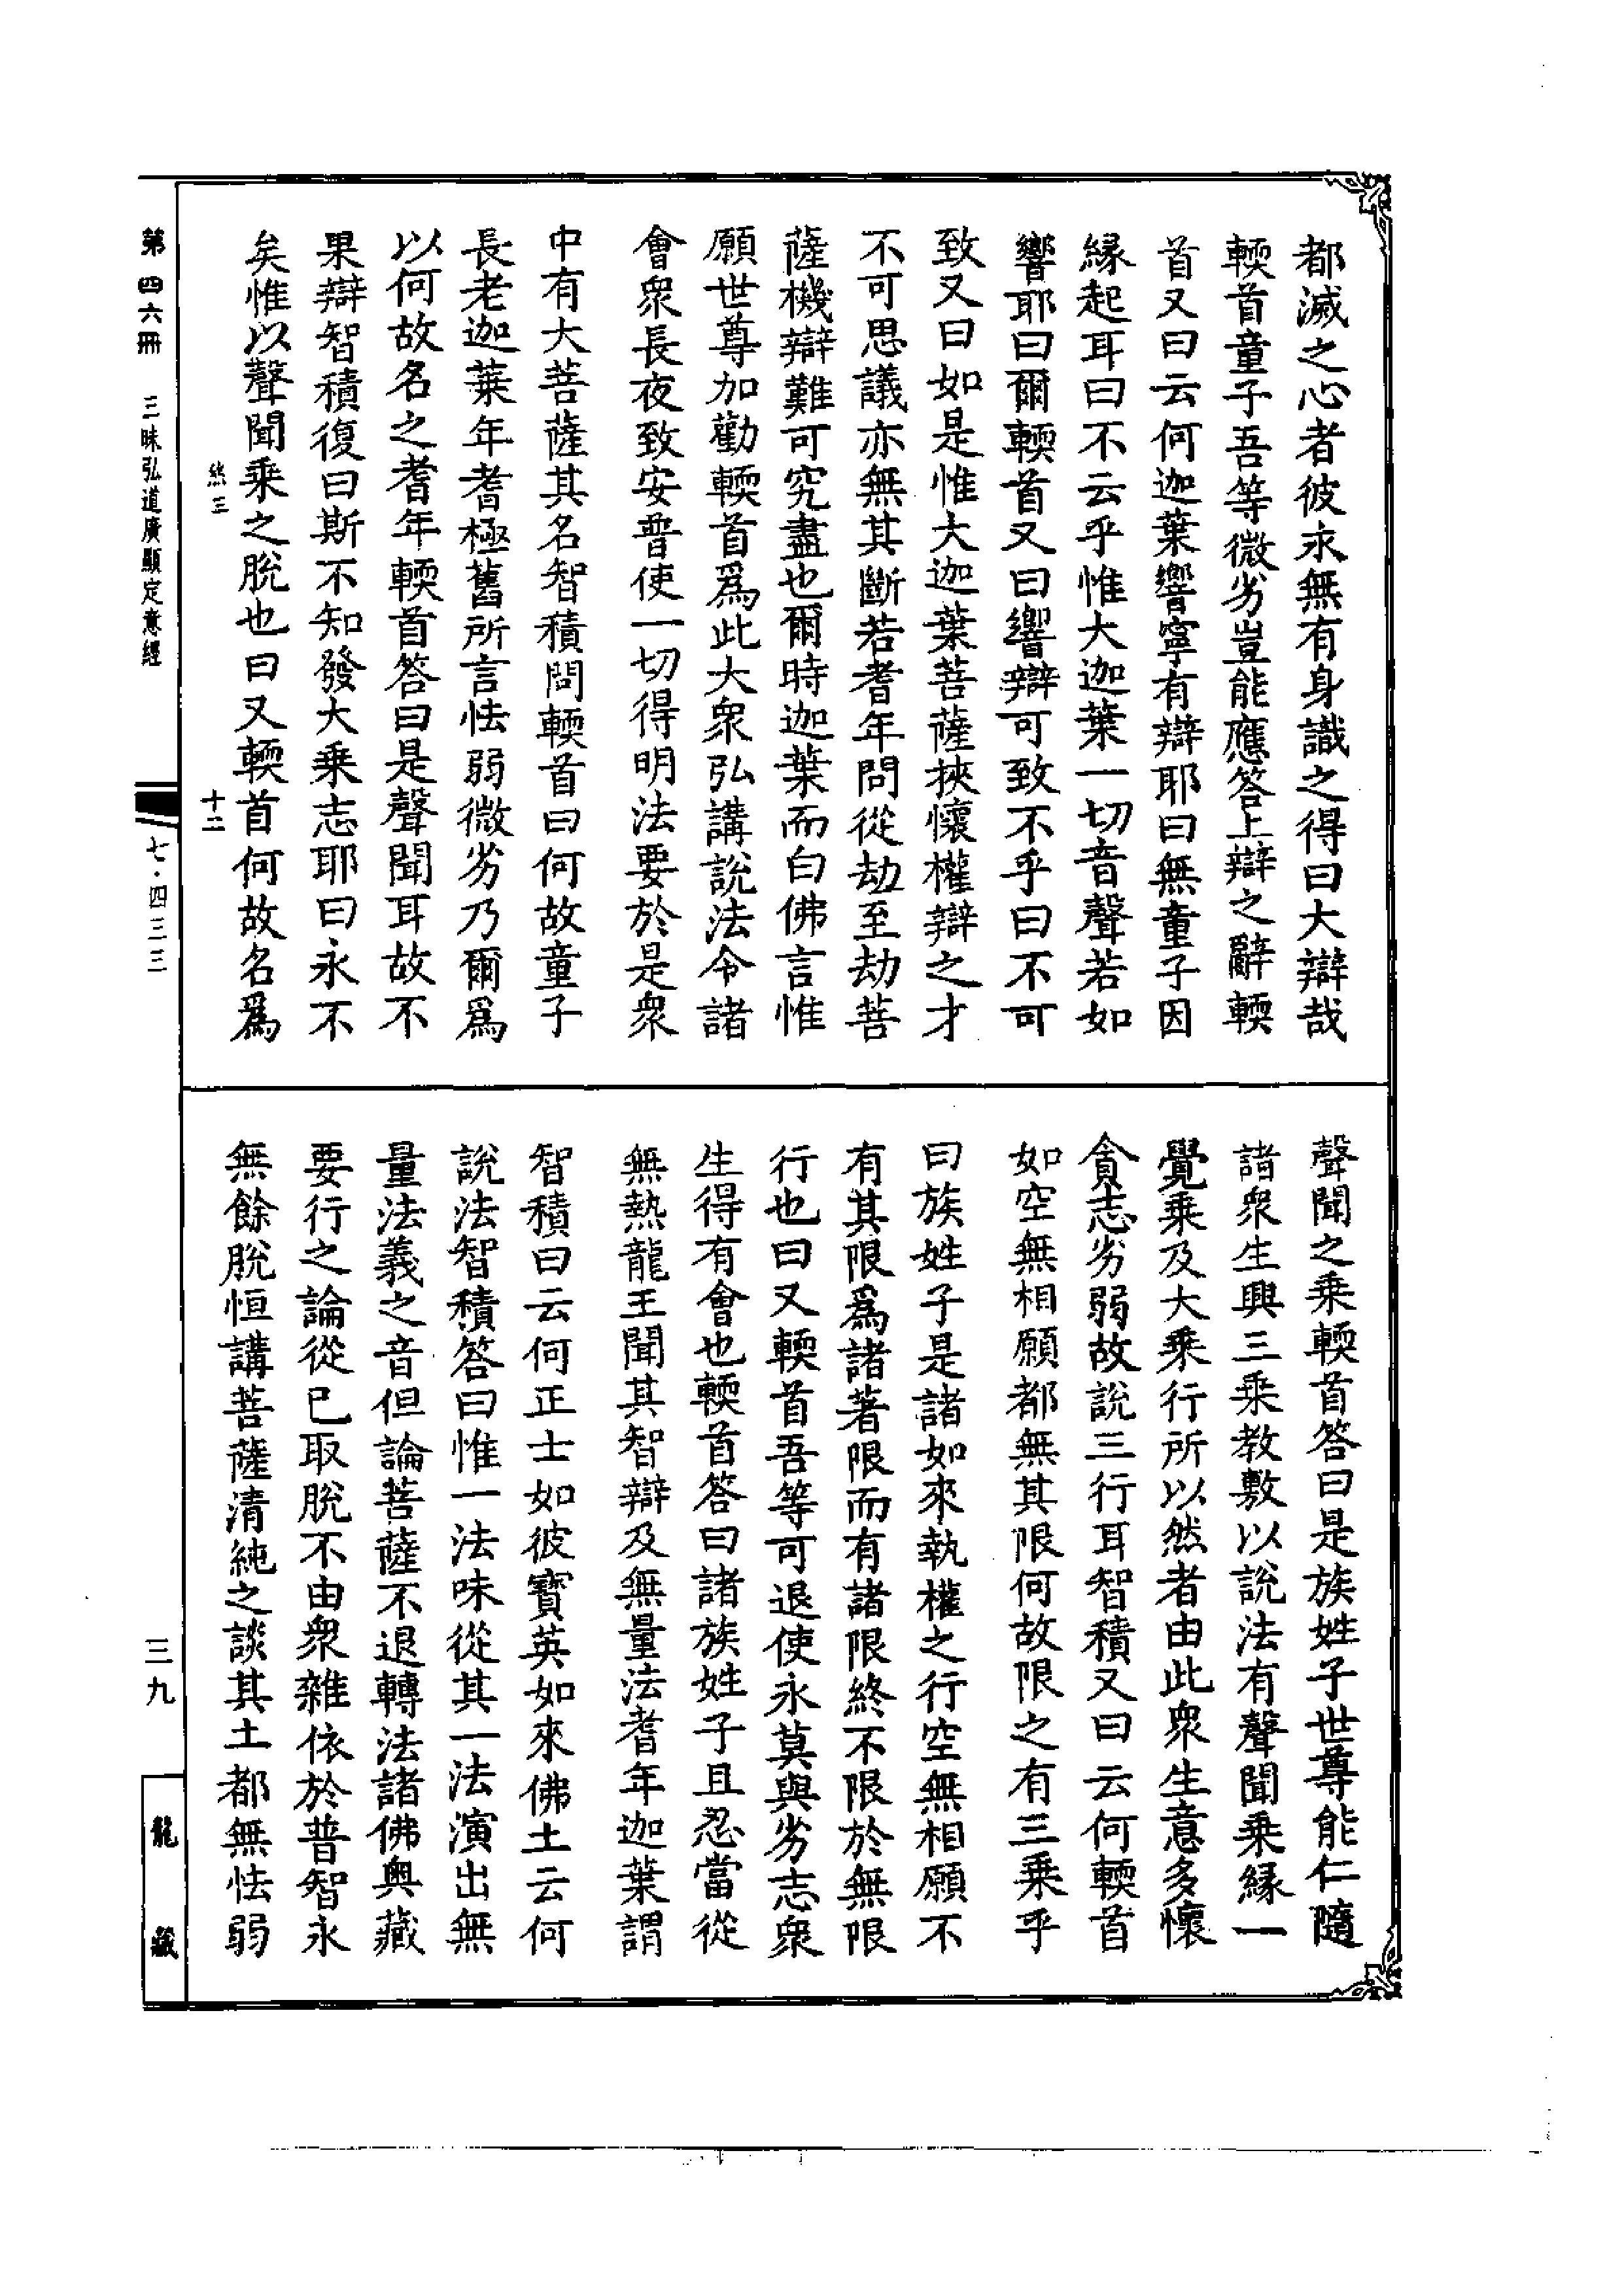 都滅之心者彼永無有身識之得曰大辯哉
輭首童子吾等微劣豈能應答上辯之辭輭
首又曰云何迦葉響寧有辯耶曰無童子因
緣起耳曰不云乎惟大迦葉一切音聲若如
響耶曰爾輭首又曰響辯可致不乎曰不可
致又曰如是惟大迦葉菩薩挾懷權辯之才
不可思議亦無其斷若耆年問從劫至劫菩
薩機辯難可究盡也爾時迦葉而白佛言惟
願世尊加勸輭首爲此大衆弘講說法令諸
會衆長夜致安普使一切得明法要於是衆
中有大菩薩其名智積問輭首曰何故童子
長老迦葉年耆極舊所言怯弱微劣乃爾爲
以何故名之耆年輭首答曰是聲聞耳故不
果辯智積復曰斯不知發大乘志耶曰永不
矣惟以聲聞乘之脫也曰又輭首何故名爲
聲聞之乘輭首答曰是族姓子世尊能仁隨
諸衆生興三乘教敷以說法有聲聞乘緣一
覺乘及大乘行所以然者由此衆生意多懷
貪志劣弱故說三行耳智積又曰云何輭首
如空無相願都無其限何故限之有三乘乎
曰族姓子是諸如來執權之行空無相願不
有其限爲諸著限而有諸限終不限於無限
行也曰又輭首吾等可退使永莫與劣志衆
生得有會也輭首答曰諸族姓子且忍當從
無熱龍王聞其智辯及無量法耆年迦葉謂
智積曰云何正士如彼寶英如來佛土云何
說法智積答曰惟一法味從其一法演出無
量法義之音但論菩薩不退轉法諸佛奧藏
要行之論從已取脫不由衆雜依於普智永
無餘脫恒講菩薩清純之談其土都無怯弱
第四六冊 三昧弘道廣顯定意經
十二
七·四三三
三九
龍藏